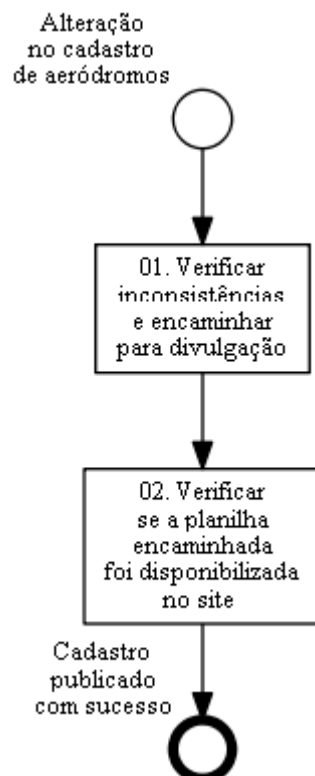 Alteração
no cadastro
de aeródromos
01. Verificar
inconsistências
e encaminhar
para divulgação
02. Verificar
se a planilha
encaminhada
foi disponibilizada
no site
Cadastro
publicado
com sucesso